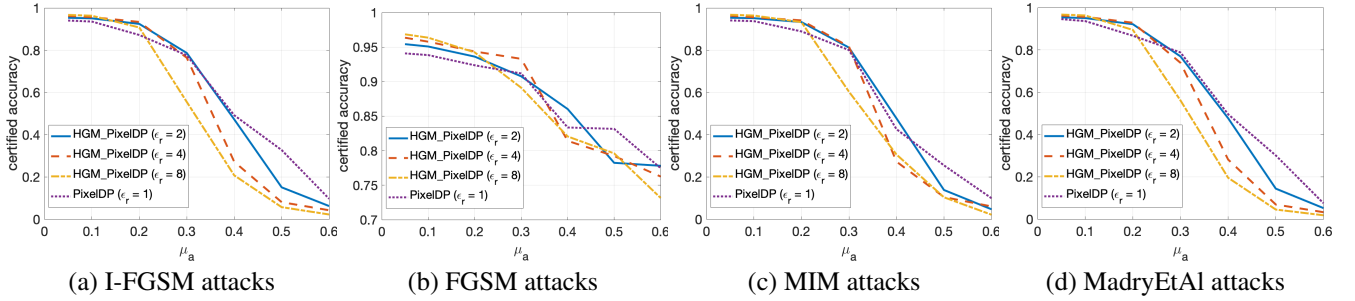 1
0.8
0.6
0.4
0.2
0
certified accuracy
HGM_PixelDP (ϵr = 2)
HGM_PixelDP (ϵr = 4)
HGM_PixelDP (ϵr = 8)
PixelDP (ϵr = 1)
0 0.1 0.2 0.3 0.4 0.5 0.6
μa
(a) I-FGSM attacks
1
0.95
0.9
0.85
0.8
0.75
0.7
certified accuracy
HGM_PixelDP (ϵr = 2)
HGM_PixelDP (ϵr = 4)
HGM_PixelDP (ϵr = 8)
PixelDP (ϵr = 1)
0 0.1 0.2 0.3 0.4 0.5 0.6
μa
(b) FGSM attacks
1
0.8
0.6
0.4
0.2
0
certified accuracy
HGM_PixelDP (ϵr = 2)
HGM_PixelDP (ϵr = 4)
HGM_PixelDP (ϵr = 8)
PixelDP (ϵr = 1)
0 0.1 0.2 0.3 0.4 0.5 0.6
μa
(c) MIM attacks
1
0.8
0.6
0.4
0.2
0
certified accuracy
HGM_PixelDP (ϵr = 2)
HGM_PixelDP (ϵr = 4)
HGM_PixelDP (ϵr = 8)
PixelDP (ϵr = 1)
0 0.1 0.2 0.3 0.4 0.5 0.6
μa
(d) MadryEtAl attacks